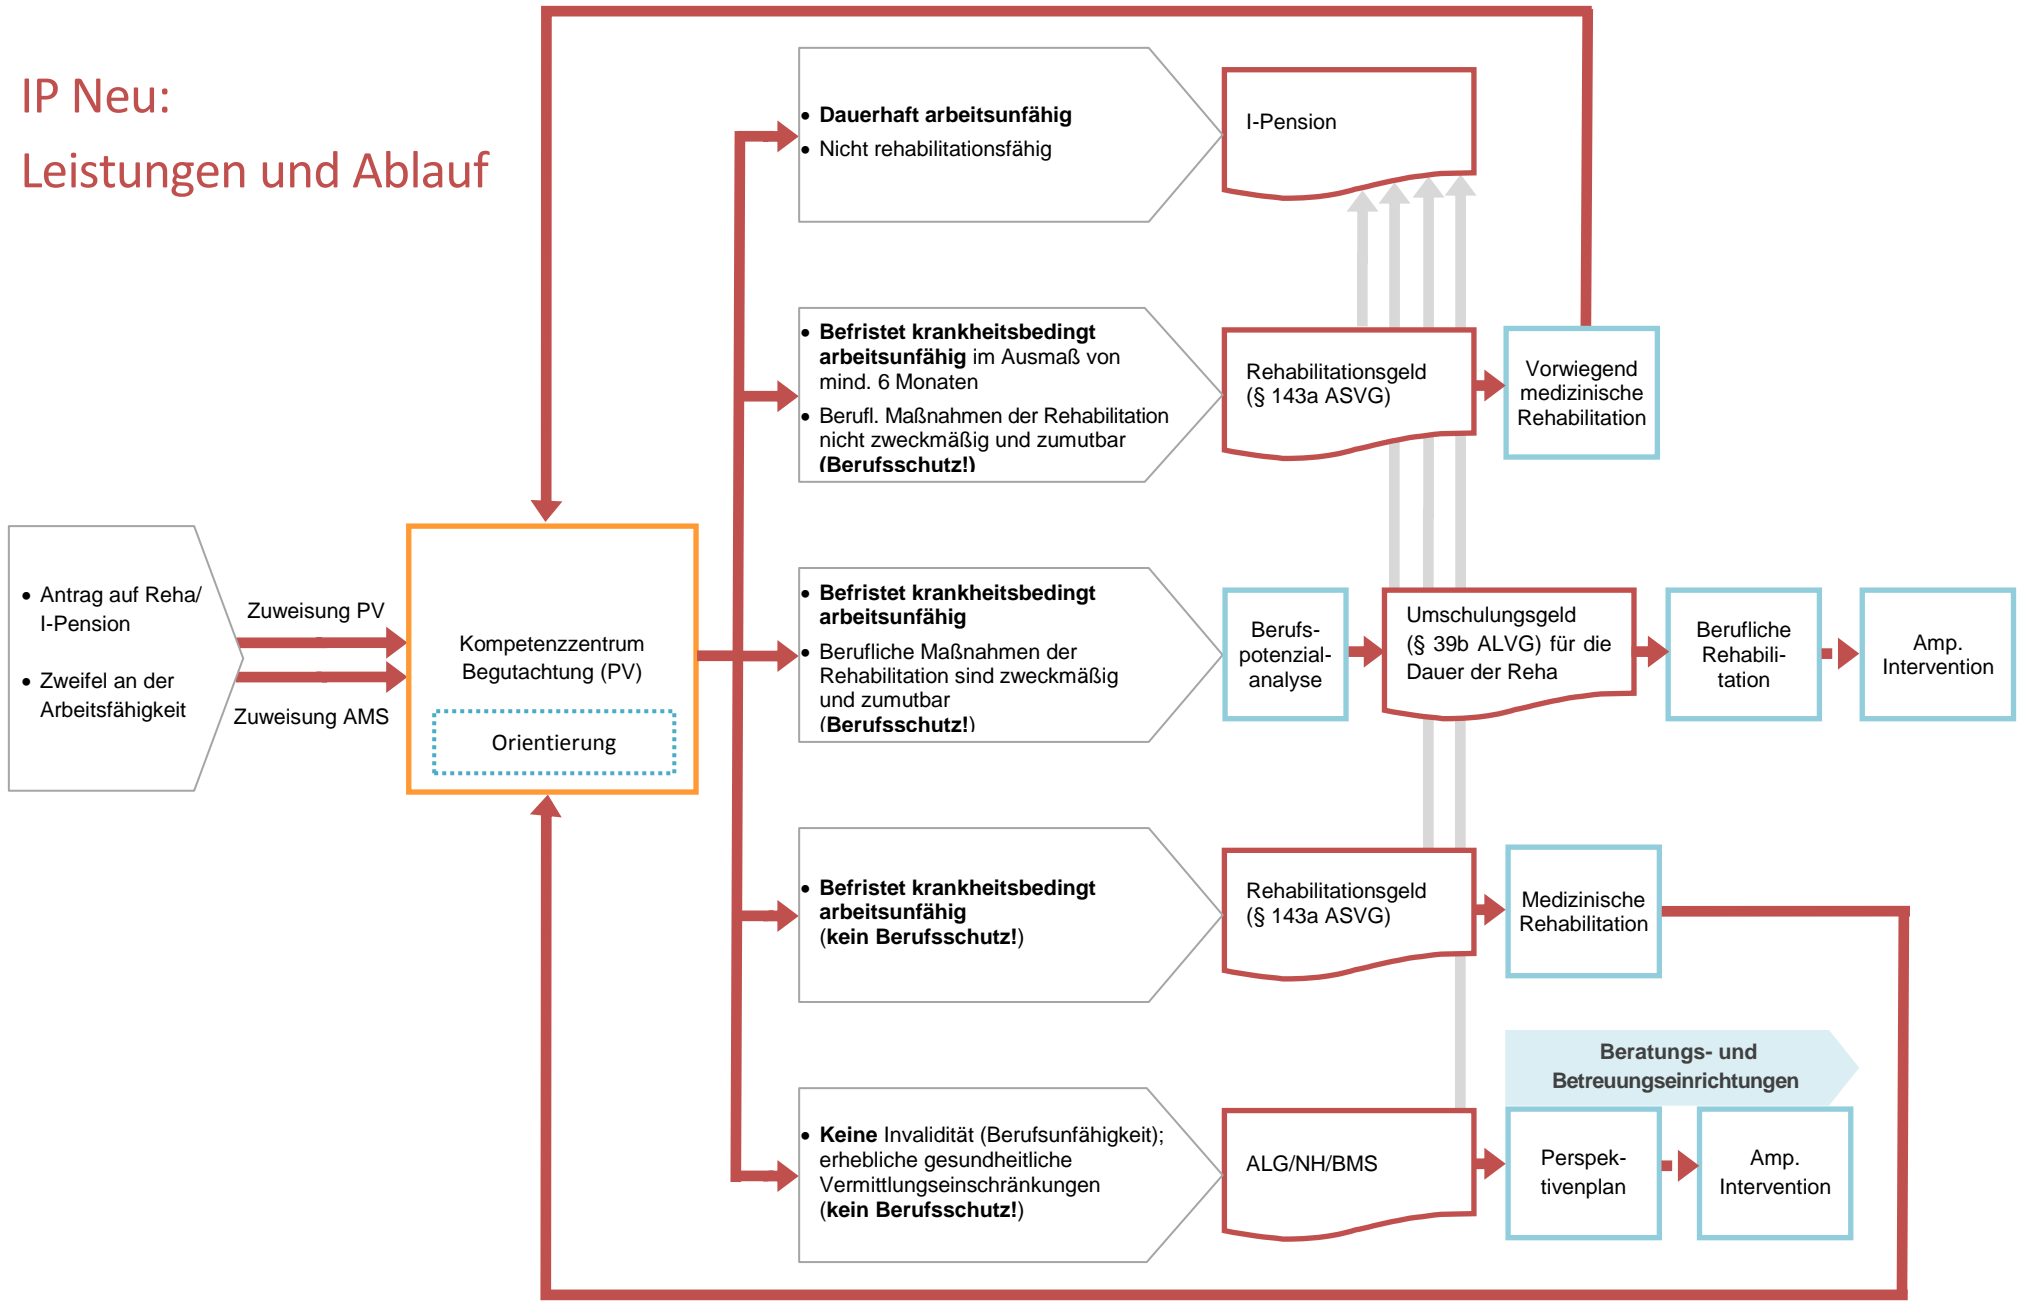 IP Neu:
Leistungen und Ablauf
• Antrag auf Reha/
I-Pension
• Zweifel an der
Arbeitsfähigkeit
Zuweisung PV
Zuweisung AMS
Kompetenzzentrum
Begutachtung (PV)
Orientierung
• Dauerhaft arbeitsunfähig
• Nicht rehabilitationsfähig
I-Pension
• Befristet krankheitsbedingt
arbeitsunfähig im Ausmaß von
mind. 6 Monaten
• Berufl. Maßnahmen der Rehabilitation
nicht zweckmäßig und zumutbar
(Berufsschutz!)
Rehabilitationsgeld
(§ 143a ASVG)
Vorwiegend
medizinische
Rehabilitation
• Befristet krankheitsbedingt
arbeitsunfähig
• Berufliche Maßnahmen der
Rehabilitation sind zweckmäßig
und zumutbar
(Berufsschutz!)
Berufs-
potenzial-
analyse
Umschulungsgeld
(§ 39b ALVG) für die
Dauer der Reha
Berufliche
Rehabili-
tation
Amp.
Intervention
• Befristet krankheitsbedingt
arbeitsunfähig
(kein Berufsschutz!)
Rehabilitationsgeld
(§ 143a ASVG)
Medizinische
Rehabilitation
Beratungs- und
Betreuungseinrichtungen
• Keine Invalidität (Berufsunfähigkeit);
erhebliche gesundheitliche
Vermittlungseinschränkungen
(kein Berufsschutz!)
ALG/NH/BMS
Perspek-
tivenplan
Amp.
Intervention